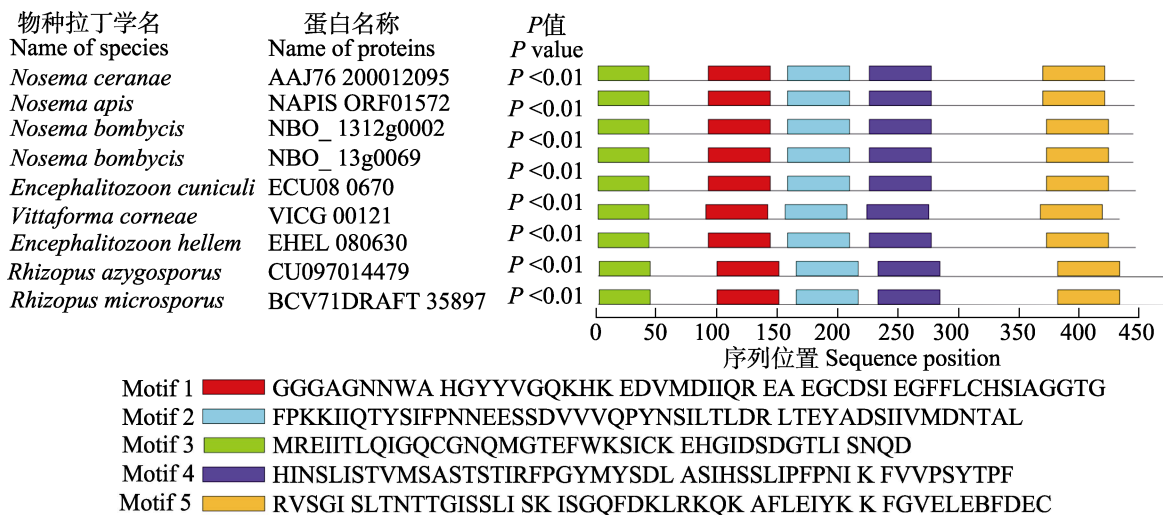 物种拉丁学名 蛋白名称 P值
Name of species Name of proteins P value
Nosema ceranae AAJ76 200012095 P <0.01
Nosema apis NAPIS ORF01572 P <0.01
Nosema bombycis NBO_ 1312g0002 P <0.01
Nosema bombycis NBO_ 13g0069 P <0.01
Encephalitozoon cuniculi ECU08 0670 P <0.01
Vittaforma corneae VICG 00121 P <0.01
Encephalitozoon hellem EHEL 080630 P <0.01
Rhizopus azygosporus CU097014479 P <0.01
Rhizopus microsporus BCV71DRAFT 35897 P <0.01
0 50 100 150 200 250 300 350 400 450
序列位置 Sequence position
Motif 1 GGGAGNNWA HGYYVGQKHK EDVMDIIQR EA EGCDSI EGFFLCHSIAGGTG
Motif 2 FPKKIIQTYSIFPNNEESSDVVVQPYNSILTLDR LTEYADSIIVMDNTAL
Motif 3 MREIITLQIGQCGNQMGTEFWKSICK EHGIDSDGTLI SNQD
Motif 4 HINSLISTVMSASTSTIRFPGYMYSDL ASIHSSLIPFPNI K FVVPSYTPF
Motif 5 RVSGI SLTNTTGISSLI SK ISGQFDKLRKQK AFLEIYK K FGVELEBFDEC